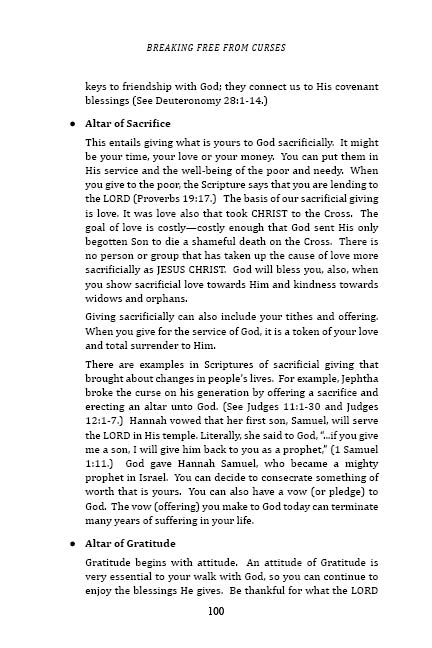 BREAKING FREE FROM CURSES
keys to friendship with God; they connect us to His covenant
blessings (See Deuteronomy 28:1-14.)
● Altar of Sacrifice
This entails giving what is yours to God sacrificially. It might
be your time, your love or your money. You can put them in
His service and the well-being of the poor and needy. When
you give to the poor, the Scripture says that you are lending to
the LORD (Proverbs 19:17.) The basis of our sacrificial giving
is love. It was love also that took CHRIST to the Cross. The
goal of love is costly—costly enough that God sent His only
begotten Son to die a shameful death on the Cross. There is
no person or group that has taken up the cause of love more
sacrificially as JESUS CHRIST. God will bless you, also, when
you show sacrificial love towards Him and kindness towards
widows and orphans.
Giving sacrificially can also include your tithes and offering.
When you give for the service of God, it is a token of your love
and total surrender to Him.
There are examples in Scriptures of sacrificial giving that
brought about changes in people's lives. For example, Jephtha
broke the curse on his generation by offering a sacrifice and
erecting an altar unto God. (See Judges 11:1-30 and Judges
12:1-7.) Hannah vowed that her first son, Samuel, will serve
the LORD in His temple. Literally, she said to God, "...if you give
me a son, I will give him back to you as a prophet," (1 Samuel
1:11.) God gave Hannah Samuel, who became a mighty
prophet in Israel. You can decide to consecrate something of
worth that is yours. You can also have a vow (or pledge) to
God. The vow (offering) you make to God today can terminate
many years of suffering in your life.
● Altar of Gratitude
Gratitude begins with attitude. An attitude of Gratitude is
very essential to your walk with God, so you can continue to
enjoy the blessings He gives. Be thankful for what the LORD
100